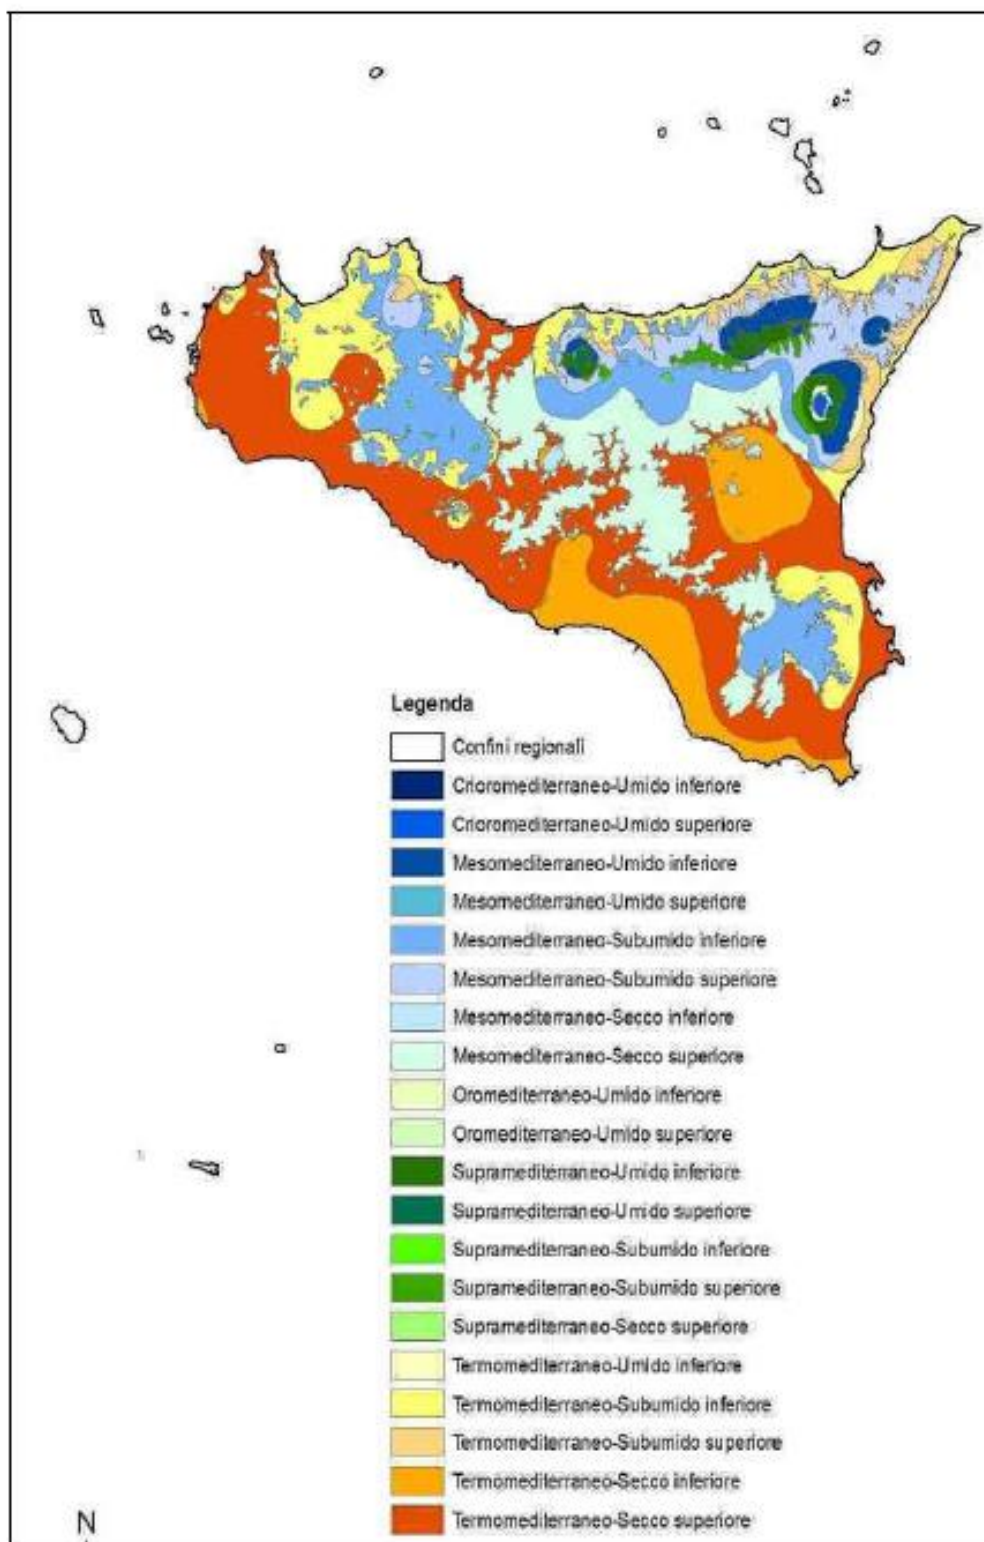 Legenda
Confini regionali
Crioromediterraneo-Umido inferiore
Crioromediterraneo-Umido superiore
Mesomediterraneo-Umido inferiore
Mesomediterraneo-Umido superiore
Mesomediterraneo-Subumido inferiore
Mesomediterraneo-Subumido superiore
Mesomediterraneo-Secco inferiore
Mesomediterraneo-Secco superiore
Oromediterraneo-Umido inferiore
Oromediterraneo-Umido superiore
Supramediterraneo-Umido inferiore
Supramediterraneo-Umido superiore
Supramediterraneo-Subumido inferiore
Supramediterraneo-Subumido superiore
Supramediterraneo-Secco superiore
Termomediterraneo-Umido inferiore
Termomediterraneo-Subumido inferiore
Termomediterraneo-Subumido superiore
Termomediterraneo-Secco inferiore
Termomediterraneo-Secco superiore
N